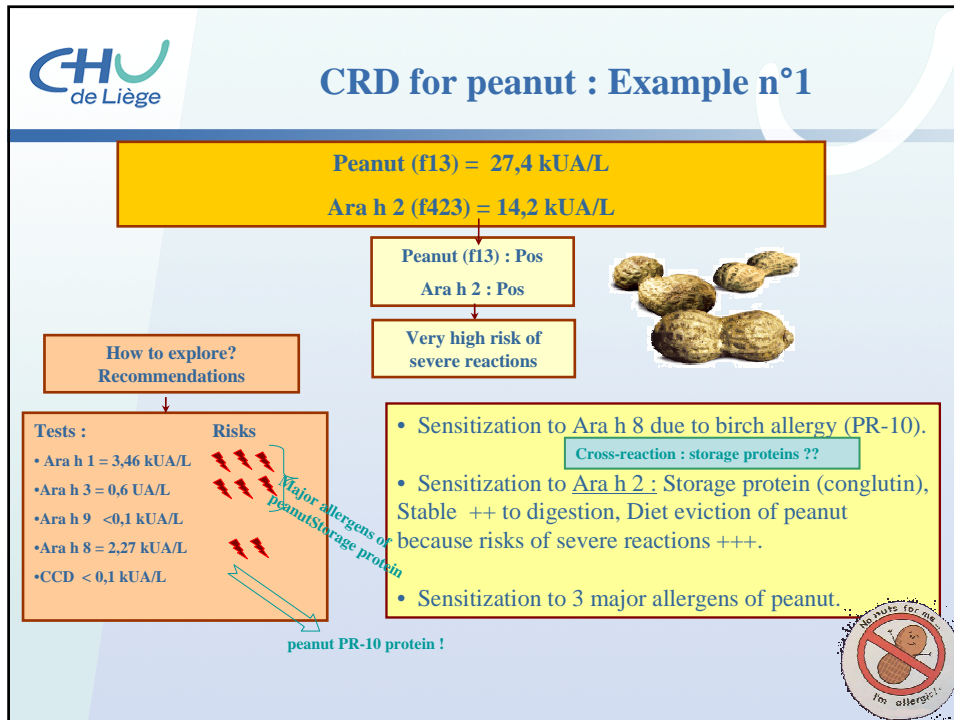 CHU
de Liège
CRD for peanut : Example n°1
Peanut (f13) = 27,4 kUA/L
Ara h 2 (f423) = 14,2 kUA/L
Peanut (f13) : Pos
Ara h 2 : Pos
Very high risk of
severe reactions
How to explore?
Recommendations
Tests : Risks
• Ara h 1 = 3,46 kUA/L
•Ara h 3 = 0,6 UA/L
•Ara h 9 <0,1 kUA/L
•Ara h 8 = 2,27 kUA/L
•CCD < 0,1 kUA/L
Major allergens of
peanutStorage protein
peanut PR-10 protein !
• Sensitization to Ara h 8 due to birch allergy (PR-10).
Cross-reaction : storage proteins ??
• Sensitization to Ara h 2 : Storage protein (conglutin),
Stable ++ to digestion, Diet eviction of peanut
because risks of severe reactions +++.
• Sensitization to 3 major allergens of peanut.
No nuts for me...
I'm allergic!